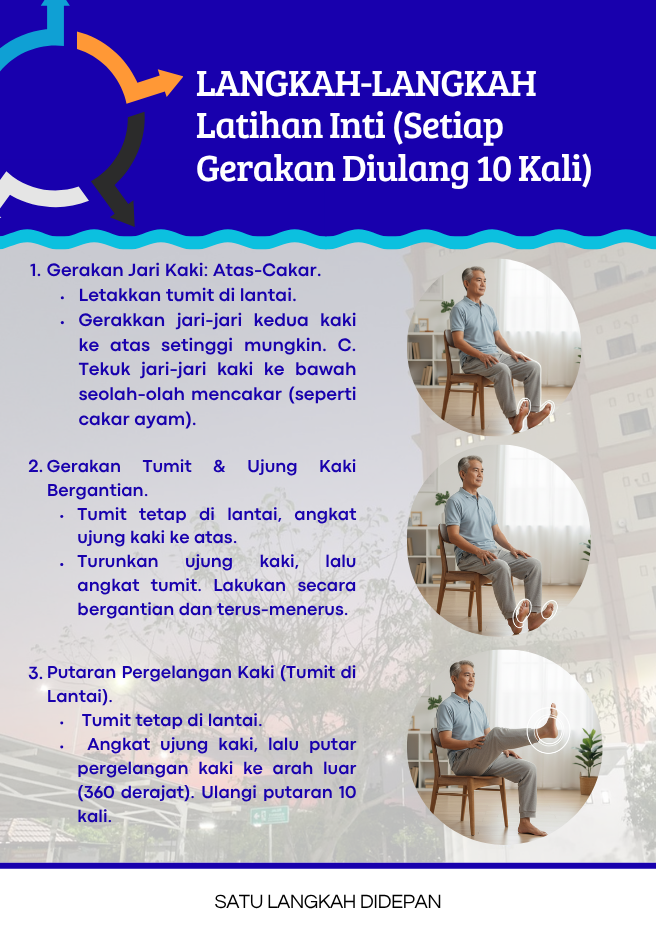 LANGKAH-LANGKAH
Latihan Inti (Setiap
Gerakan Diulang 10 Kali)
1. Gerakan Jari Kaki: Atas-Cakar.
• Letakkan tumit di lantai.
• Gerakkan jari-jari kedua kaki
ke atas setinggi mungkin. C.
Tekuk jari-jari kaki ke bawah
seolah-olah mencakar (seperti
cakar ayam).
2. Gerakan Tumit & Ujung Kaki
Bergantian.
• Tumit tetap di lantai, angkat
ujung kaki ke atas.
• Turunkan ujung kaki, lalu
angkat tumit. Lakukan secara
bergantian dan terus-menerus.
3. Putaran Pergelangan Kaki (Tumit di
Lantai).
• Tumit tetap di lantai.
• Angkat ujung kaki, lalu putar
pergelangan kaki ke arah luar
(360 derajat). Ulangi putaran 10
kali.
SATU LANGKAH DIDEPAN